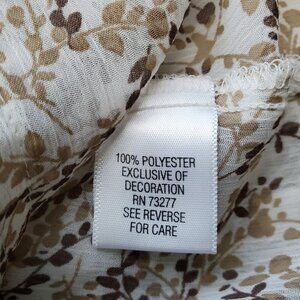 100% POLYESTER
EXCLUSIVE OF
DECORATION
RN 73277
SEE REVERSE
FOR CARE